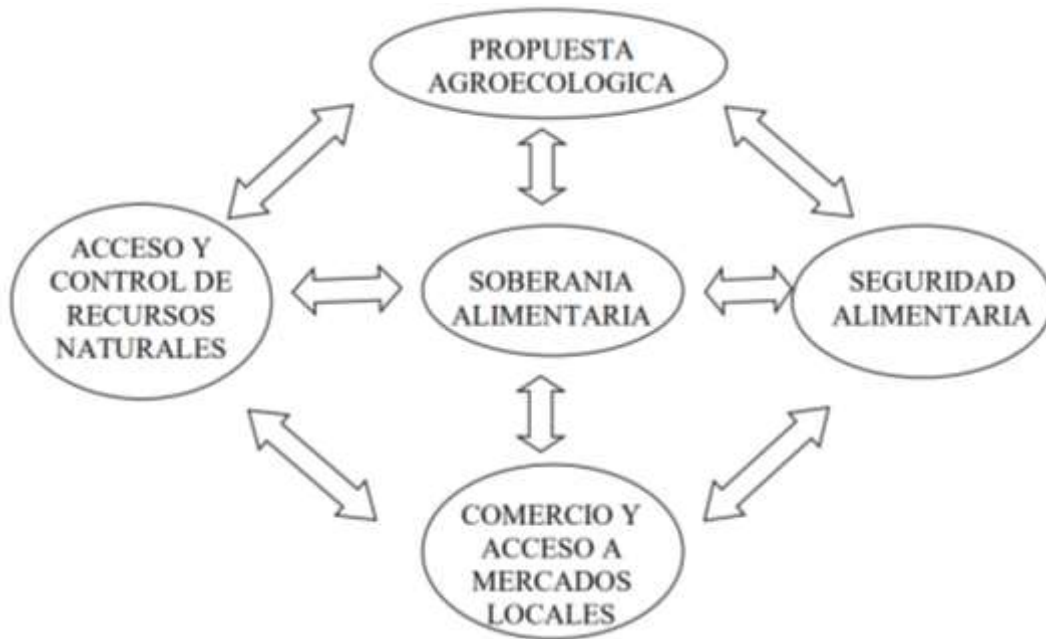 PROPUESTA
AGROECOLOGICA
ACCESO Y
CONTROL DE
RECURSOS
NATURALES
SOBERANIA
ALIMENTARIA
SEGURIDAD
ALIMENTARIA
COMERCIO Y
ACCESO A
MERCADOS
LOCALES